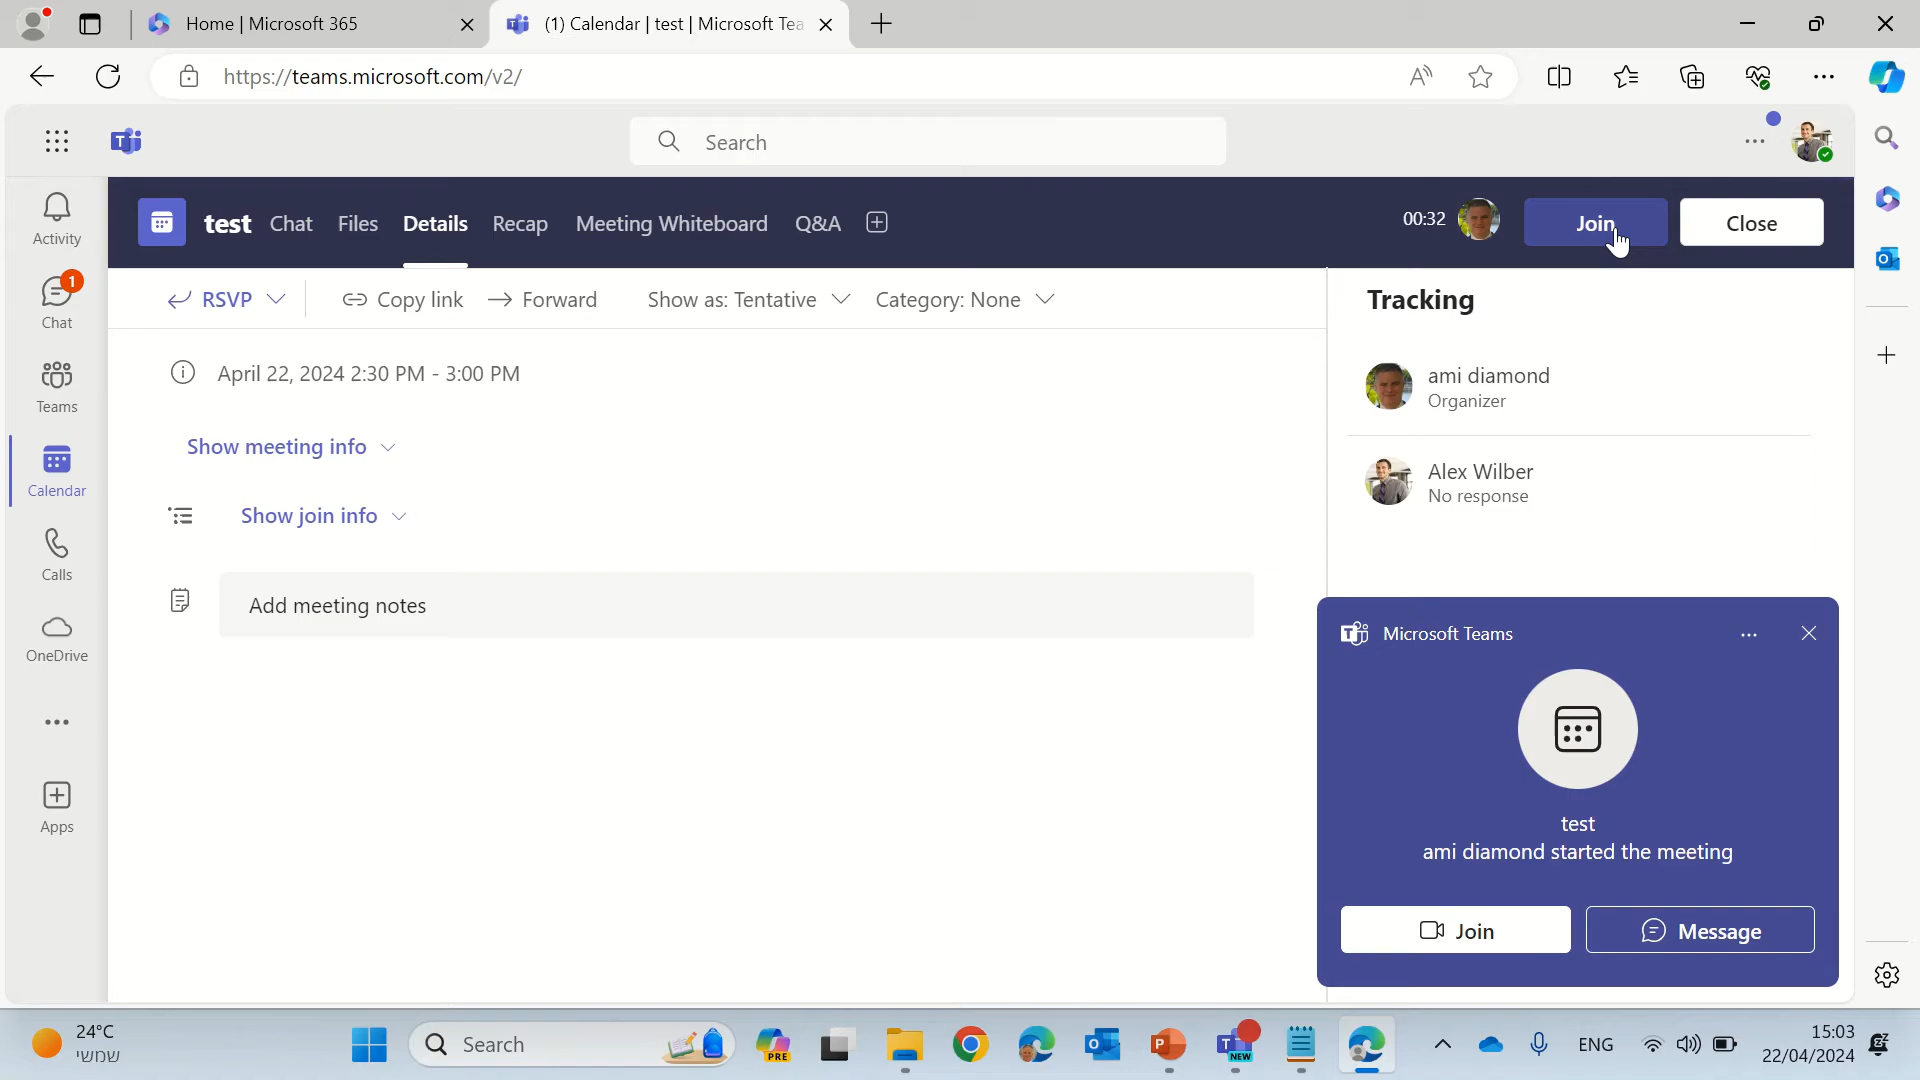 Home | Microsoft 365
(1) Calendar | test | Microsoft Tea
https://teams.microsoft.com/v2/
Search
test
Chat
Files
Details
Recap
Meeting Whiteboard
Q&A
00:32
Join
Close
Activity
Chat
1
Teams
Calendar
Calls
OneDrive
Apps
RSVP
Copy link
Forward
Show as: Tentative
Category: None
April 22, 2024 2:30 PM - 3:00 PM
Show meeting info
Show join info
Add meeting notes
Tracking
ami diamond
Organizer
Alex Wilber
No response
Microsoft Teams
test
ami diamond started the meeting
Join
Message
24°C
שמשי
Search
PRE
NEW
ENG
15:03
22/04/2024